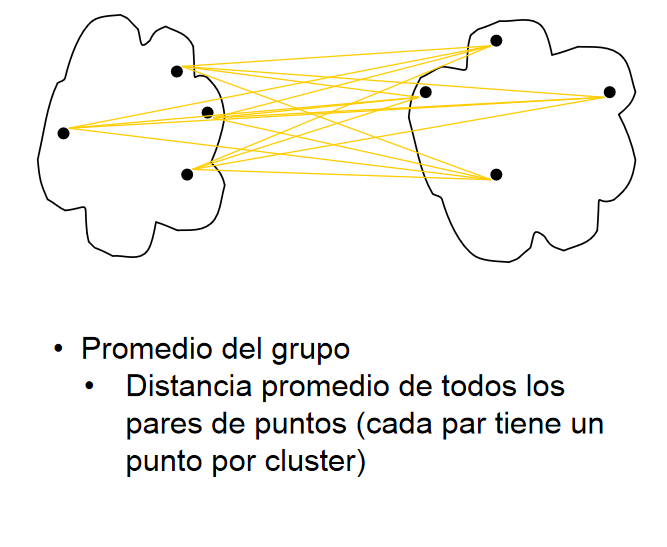 • Promedio del grupo
• Distancia promedio de todos los
pares de puntos (cada par tiene un
punto por cluster)